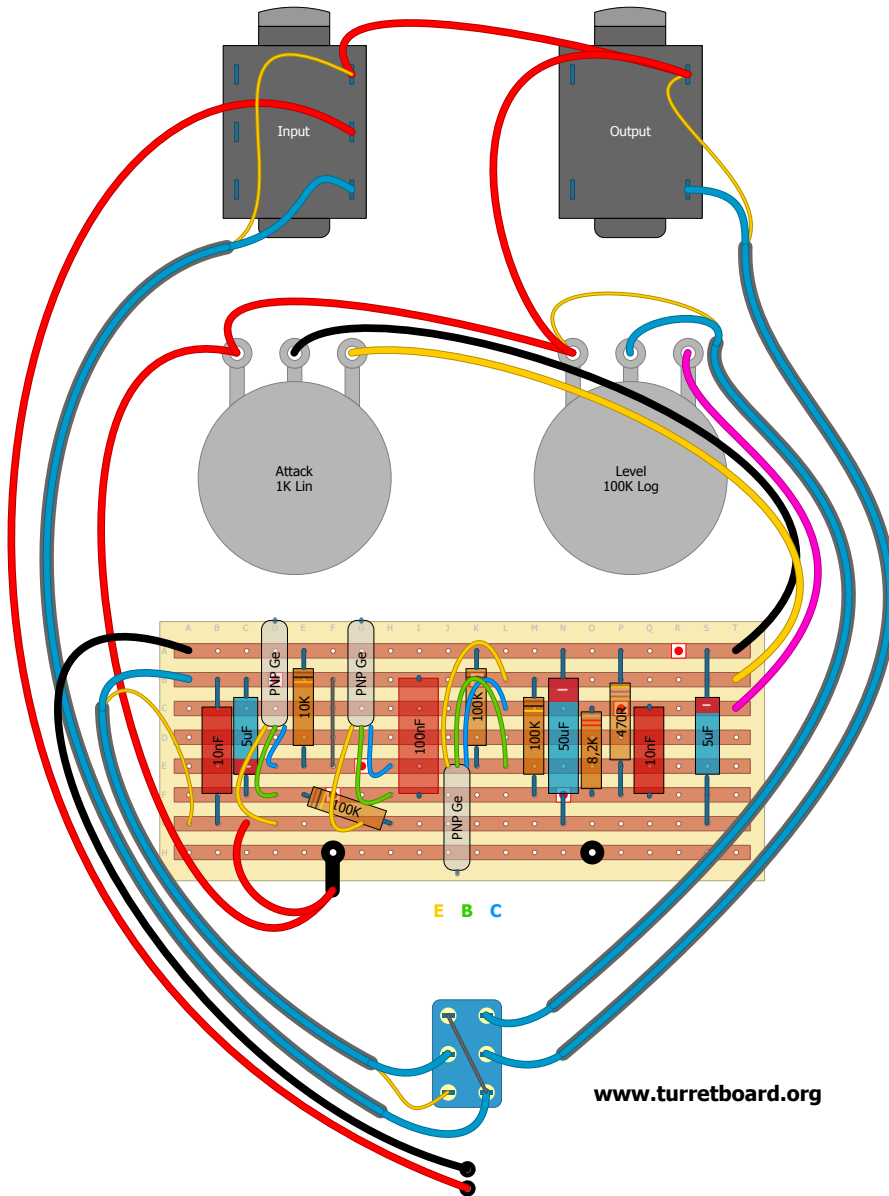 Input
Output
Attack
1K Lin
Level
100K Log
A B C D E F G H I J K L M N O P Q R S T
A
B
C
D
E
F
H
PNP Ge
PNP Ge
10K
10nF
5uF
100nF
100K
100K
50uF
8,2K
470R
10nF
5uF
100K
PNP Ge
E B C
www.turretboard.org